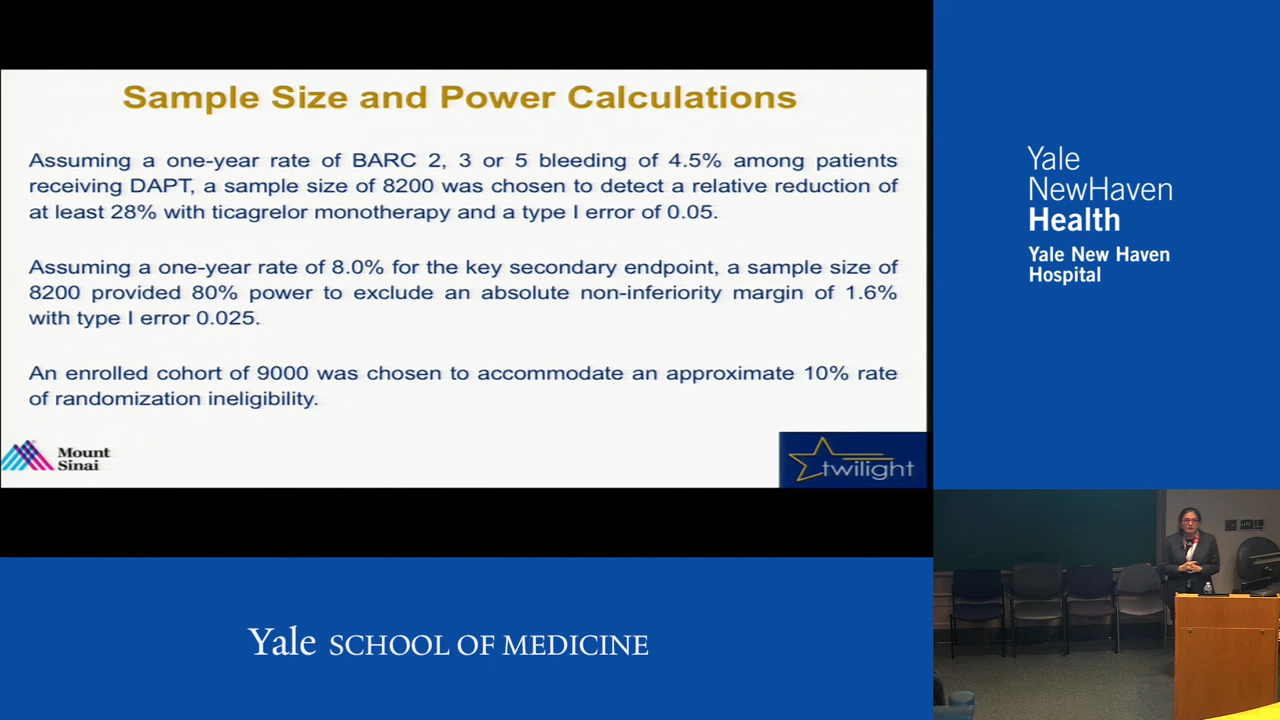 Sample Size and Power Calculations
Assuming a one-year rate of BARC 2, 3 or 5 bleeding of 4.5% among patients
receiving DAPT, a sample size of 8200 was chosen to detect a relative reduction of
at least 28% with ticagrelor monotherapy and a type I error of 0.05.
Assuming a one-year rate of 8.0% for the key secondary endpoint, a sample size of
8200 provided 80% power to exclude an absolute non-inferiority margin of 1.6%
with type I error 0.025.
An enrolled cohort of 9000 was chosen to accommodate an approximate 10% rate
of randomization ineligibility.
Mount
Sinai
twilight
Yale
NewHaven
Health
Yale New Haven
Hospital
Yale SCHOOL OF MEDICINE